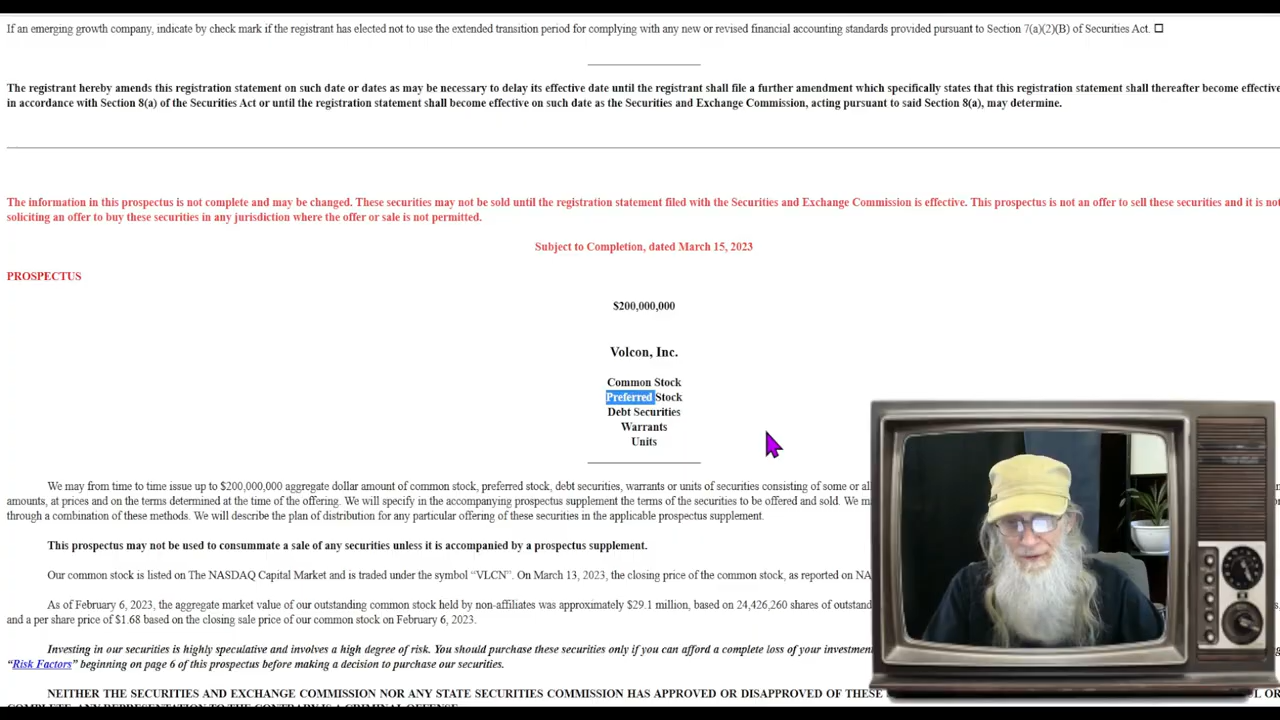 If an emerging growth company, indicate by check mark if the registrant has elected not to use the extended transition period for complying with any new or revised financial accounting standards provided pursuant to Section 7(a)(2)(B) of Securities Act. ☐
The registrant hereby amends this registration statement on such date or dates as may be necessary to delay its effective date until the registrant shall file a further amendment which specifically states that this registration statement shall thereafter become effective
in accordance with Section 8(a) of the Securities Act or until the registration statement shall become effective on such date as the Securities and Exchange Commission, acting pursuant to said Section 8(a), may determine.
The information in this prospectus is not complete and may be changed. These securities may not be sold until the registration statement filed with the Securities and Exchange Commission is effective. This prospectus is not an offer to sell these securities and it is not
soliciting an offer to buy these securities in any jurisdiction where the offer or sale is not permitted.
Subject to Completion, dated March 15, 2023
PROSPECTUS
$200,000,000
Volcon, Inc.
Common Stock
Preferred Stock
Debt Securities
Warrants
Units
We may from time to time issue up to $200,000,000 aggregate dollar amount of common stock, preferred stock, debt securities, warrants or units of securities consisting of some or al
amounts, at prices and on the terms determined at the time of the offering. We will specify in the accompanying prospectus supplement the terms of the securities to be offered and sold. We ma
through a combination of these methods. We will describe the plan of distribution for any particular offering of these securities in the applicable prospectus supplement.
This prospectus may not be used to consummate a sale of any securities unless it is accompanied by a prospectus supplement.
Our common stock is listed on The NASDAQ Capital Market and is traded under the symbol “VLCN”. On March 13, 2023, the closing price of the common stock, as reported on NA
As of February 6, 2023, the aggregate market value of our outstanding common stock held by non-affiliates was approximately $29.1 million, based on 24,426,260 shares of outstand
and a per share price of $1.68 based on the closing sale price of our common stock on February 6, 2023.
Investing in our securities is highly speculative and involves a high degree of risk. You should purchase these securities only if you can afford a complete loss of your investmen
“Risk Factors” beginning on page 6 of this prospectus before making a decision to purchase our securities.
NEITHER THE SECURITIES AND EXCHANGE COMMISSION NOR ANY STATE SECURITIES COMMISSION HAS APPROVED OR DISAPPROVED OF THESE
COMPLETE. ANY REPRESENTATION TO THE CONTRARY IS A CRIMINAL OFFENSE.